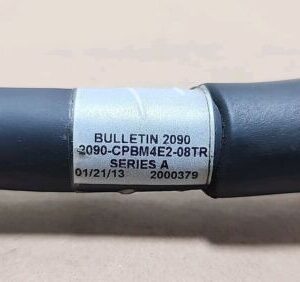 BULLETIN 2090
2090-CPBM4E2-08TR
SERIES A
01/21/13 2000379